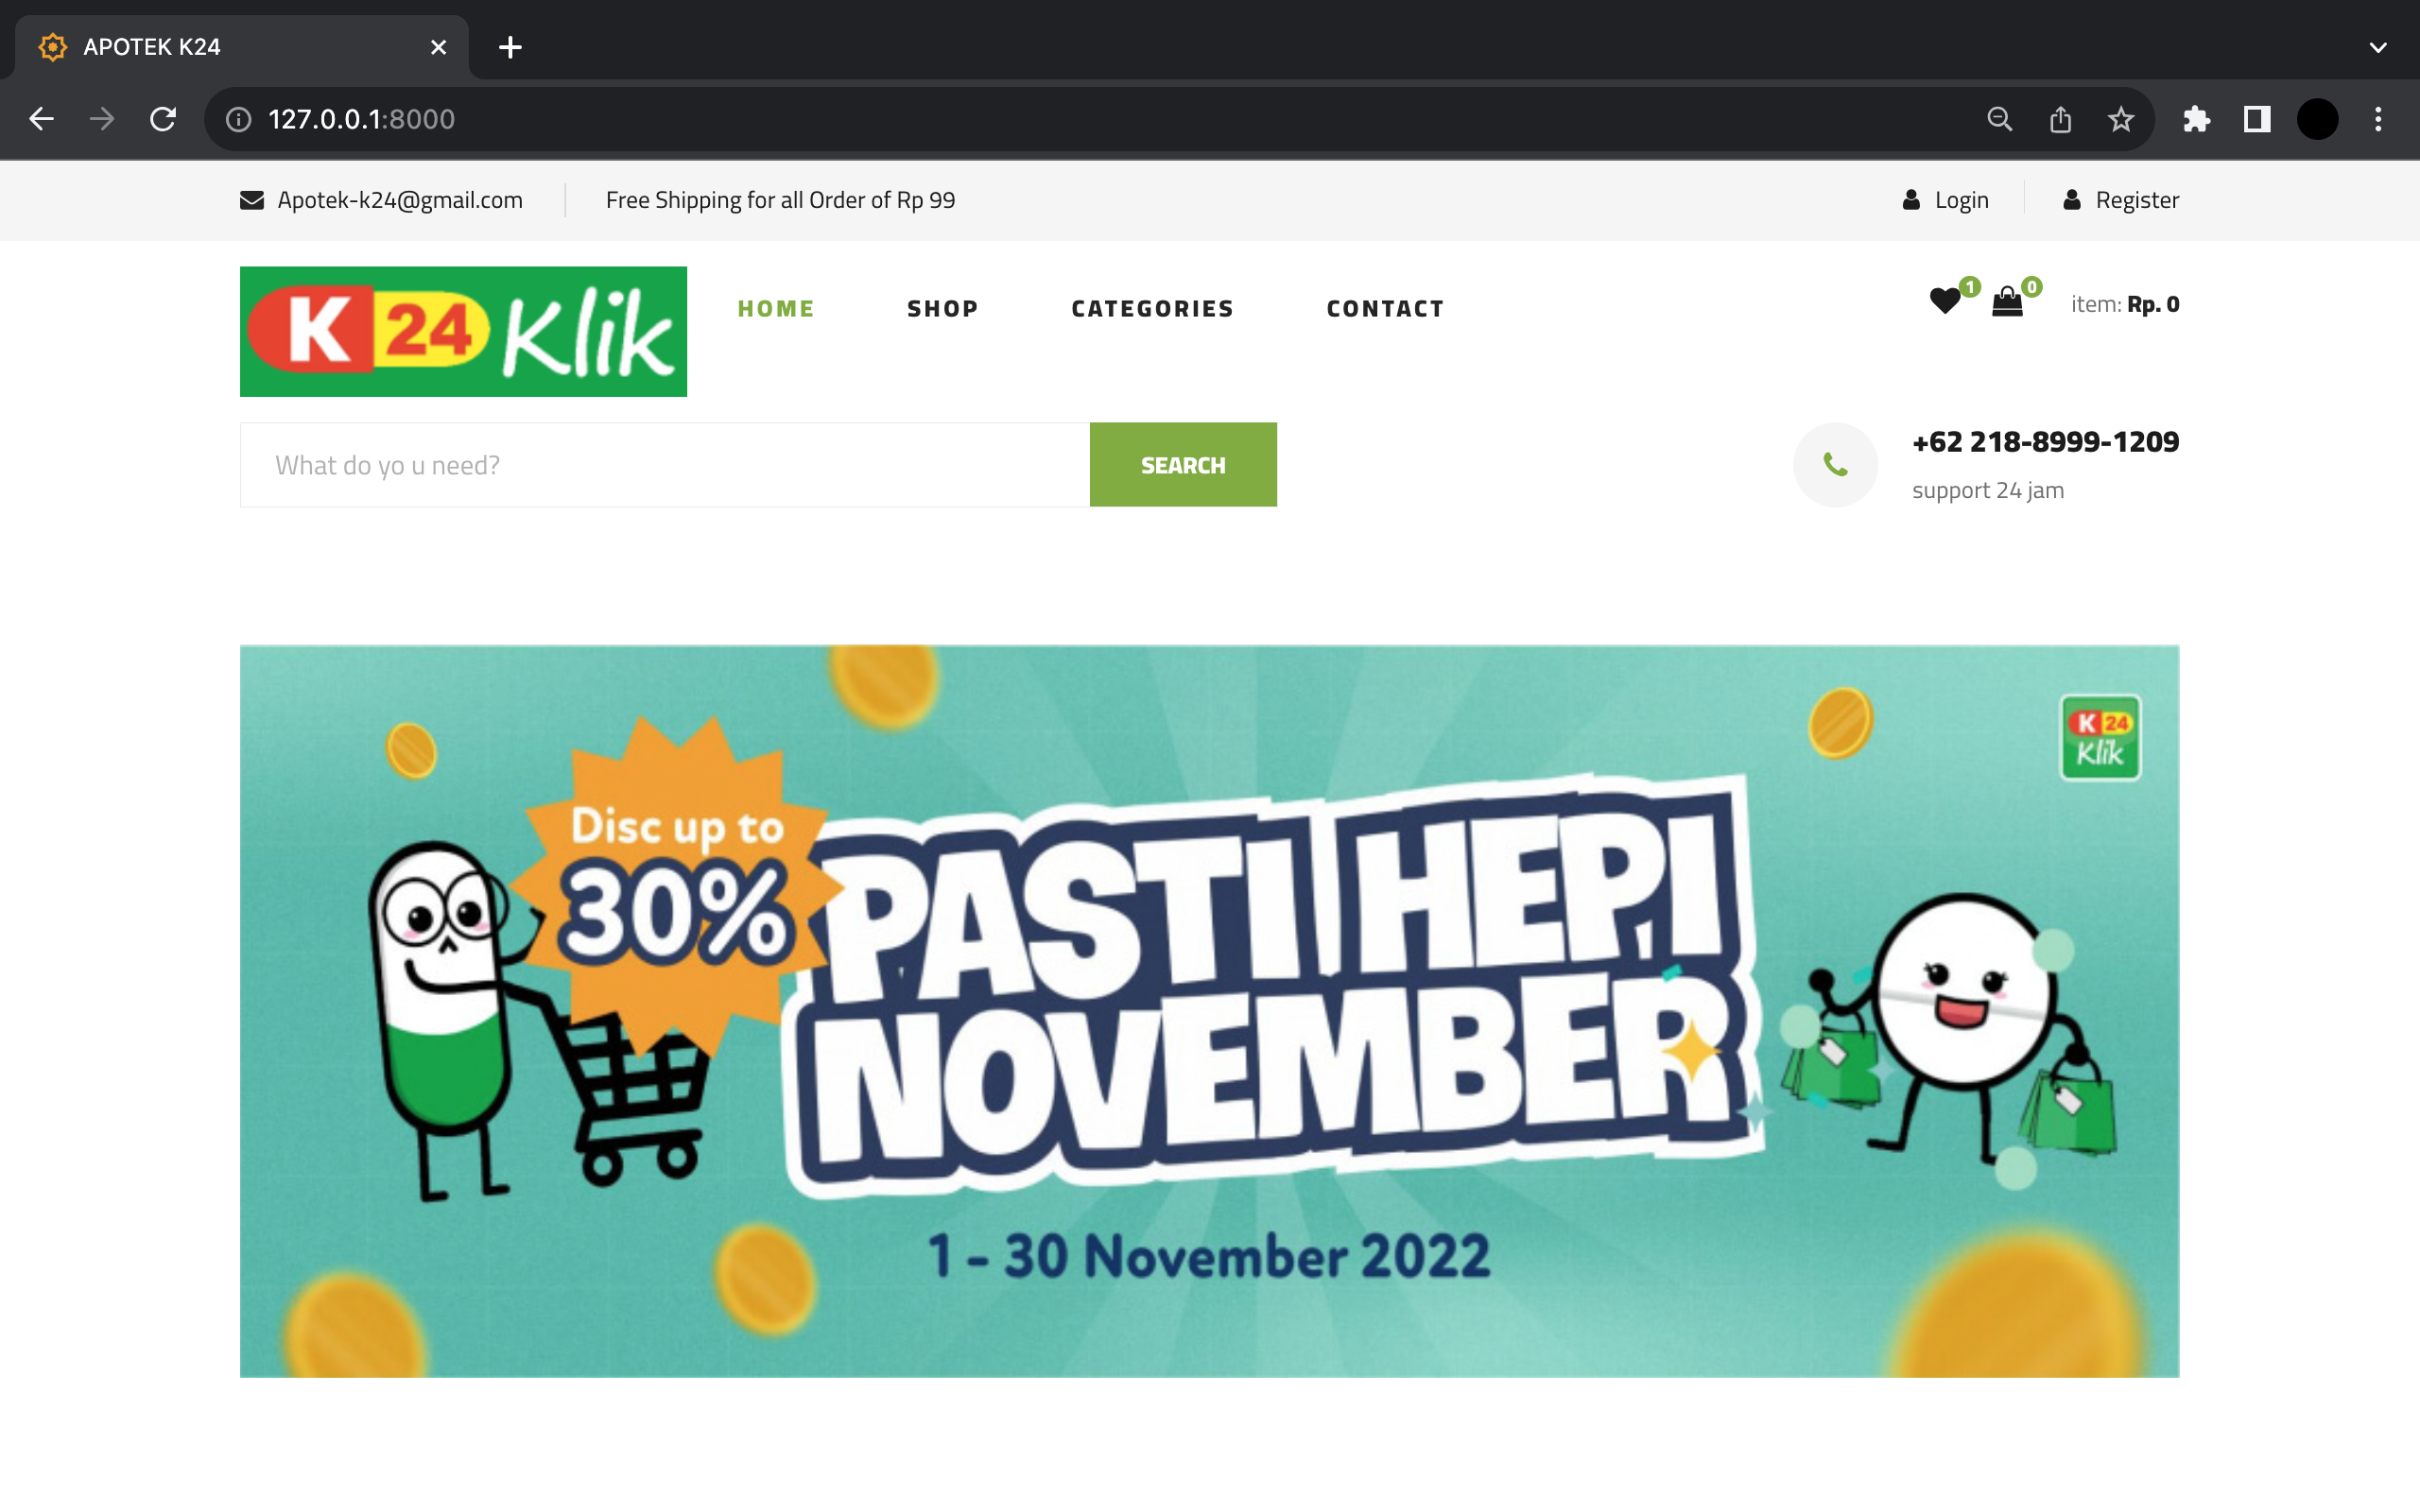 APOTEK K24
127.0.0.1:8000
Apotek-k24@gmail.com
Free Shipping for all Order of Rp 99
Login
Register
K 24 Klik
HOME
SHOP
CATEGORIES
CONTACT
1
0
item: Rp. 0
What do yo u need?
SEARCH
+62 218-8999-1209
support 24 jam
K 24
Klik
Disc up to
30%
PASTI HEPI
NOVEMBER
1 - 30 November 2022